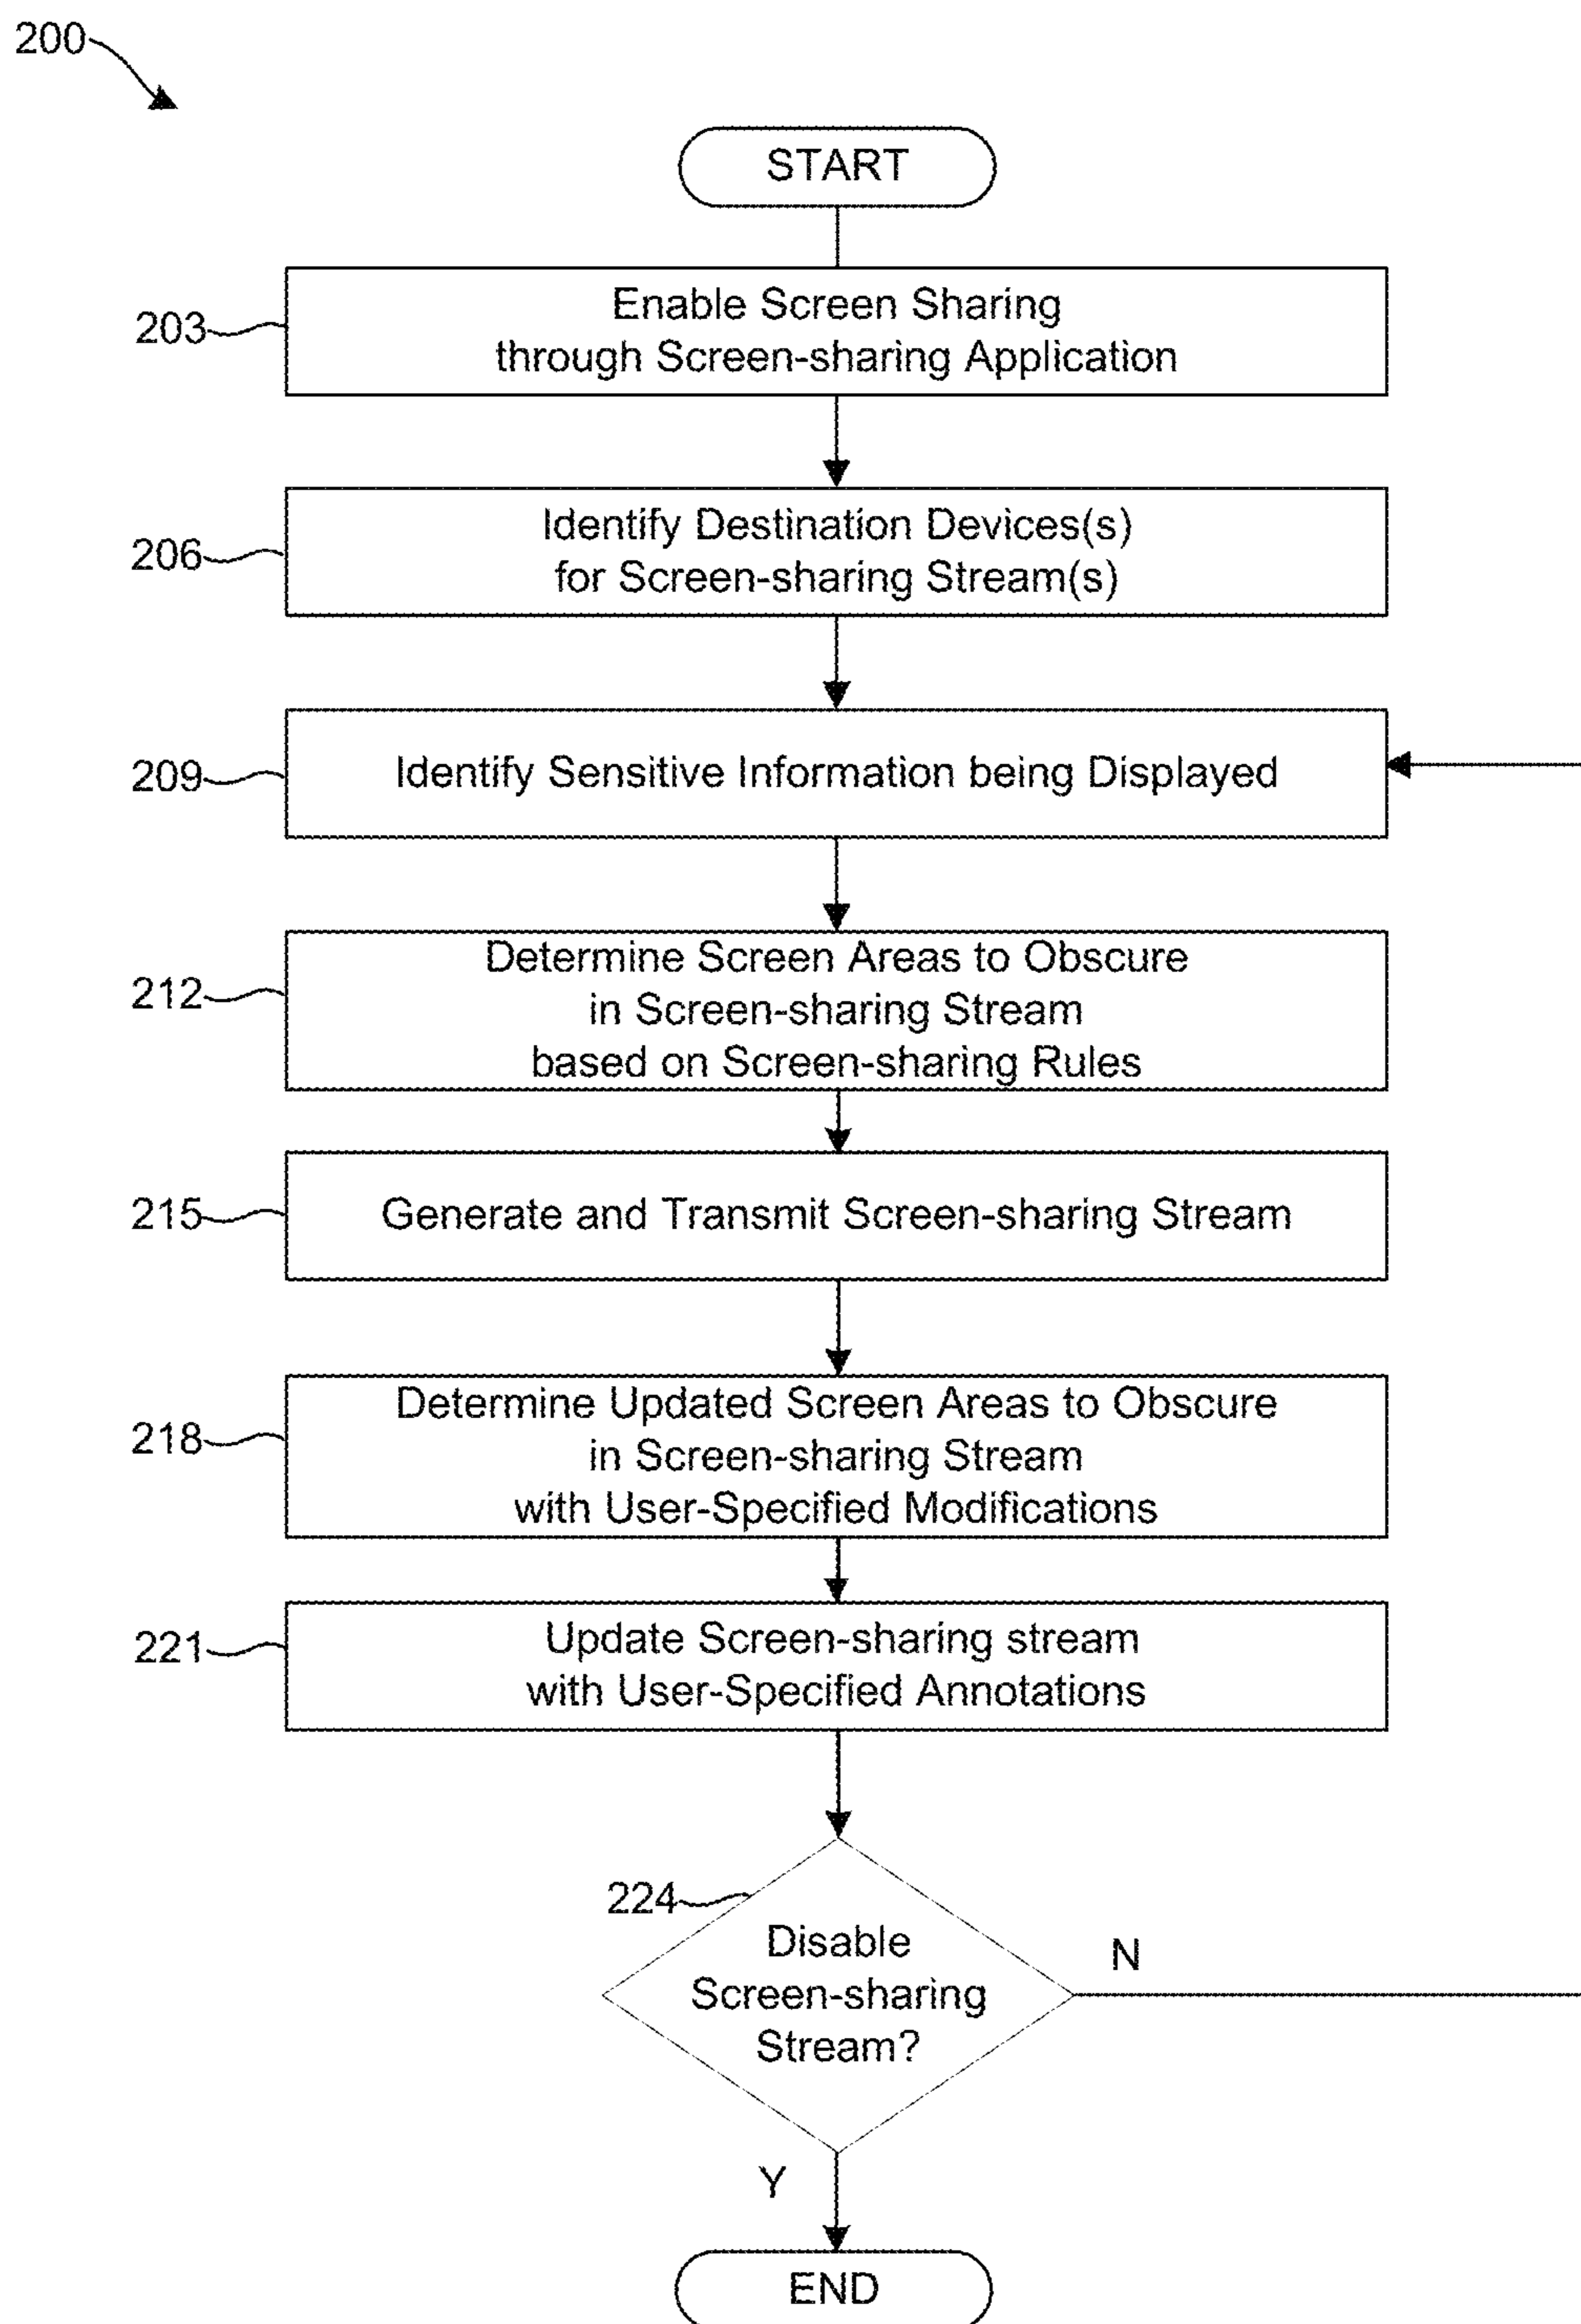 200
START
203
Enable Screen Sharing
through Screen-sharing Application
206
Identify Destination Devices(s)
for Screen-sharing Stream(s)
209
Identify Sensitive Information being Displayed
212
Determine Screen Areas to Obscure
in Screen-sharing Stream
based on Screen-sharing Rules
215
Generate and Transmit Screen-sharing Stream
218
Determine Updated Screen Areas to Obscure
in Screen-sharing Stream
with User-Specified Modifications
221
Update Screen-sharing stream
with User-Specified Annotations
224
Disable
Screen-sharing
Stream?
N
Y
END